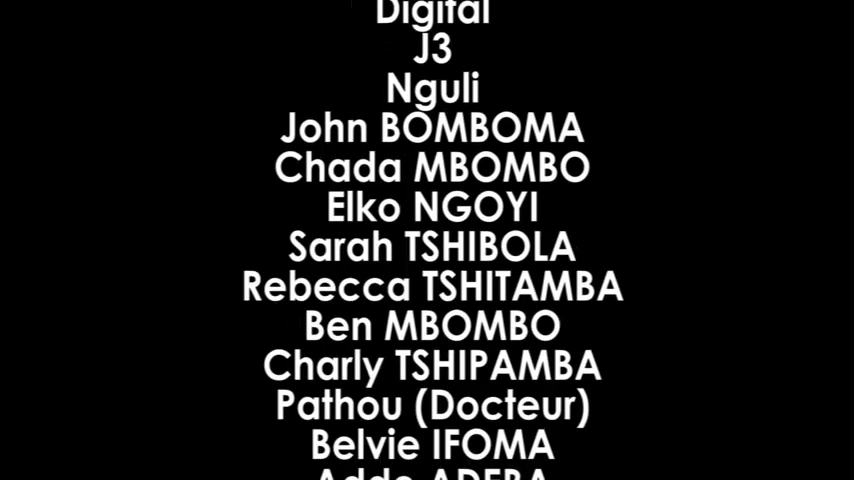 Digital
J3
Nguli
John BOMBOMA
Chada MBOMBO
Elko NGOYI
Sarah TSHIBOLA
Rebecca TSHITAMBA
Ben MBOMBO
Charly TSHIPAMBA
Pathou (Docteur)
Belvie IFOMA